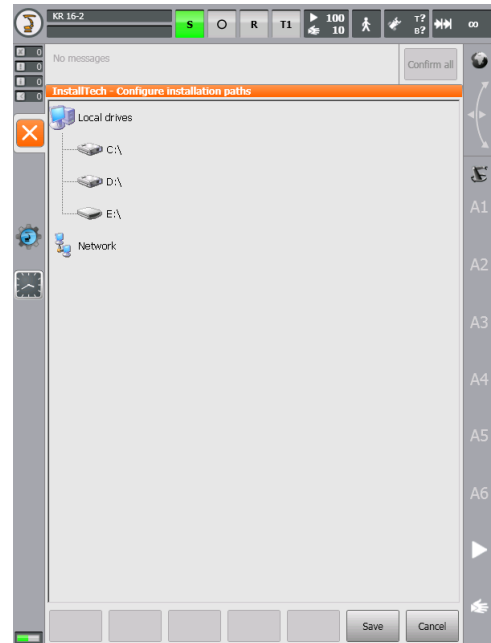 KR 16-2
S
O
R
T1
100
10
T?
B?
∞
0
0
0
0
No messages
Confirm all
InstallTech - Configure installation paths
Local drives
C:\
D:\
E:\
Network
A1
A2
A3
A4
A5
A6
Save
Cancel